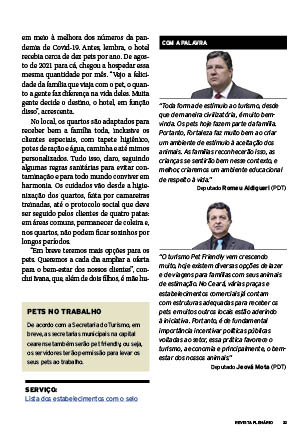 em meio à melhora dos números da pan-
demia de Covid-19. Antes, lembra, o hotel
recebia cerca de dez pets por ano. De
agosto de 2021 para cá, chegou a hospedar essa
mesma quantidade por mês. “Vejo a felici-
dade da família que viaja com o pet, o quan-
to a gente faz diferença na vida deles. Muita
gente decide o destino, o hotel, em função
disso”, acrescenta.
No local, os quartos são adaptados para
receber bem a família toda, inclusive os
clientes especiais, com tapete higiênico,
potes de ração e água, caminha e até mimos
personalizados. Tudo isso, claro, seguindo
algumas regras sanitárias para evitar con-
taminação e para todo mundo conviver em
harmonia. Os cuidados vão desde a higie-
nização dos quartos, feita por camareiras
treinadas, até o protocolo social que deve
ser seguido pelos clientes de quatro patas:
em áreas comuns, permanecer de coleira e,
nos quartos, não podem ficar sozinhos por
longos períodos.
“Em breve teremos mais opções para os
pets. Queremos a cada dia ampliar a oferta
para o bem-estar dos nossos clientes”, con-
clui Ivana, que, além de dois filhos, é mãe hu-
PETS NO TRABALHO
De acordo com a Secretaria do Turismo, em
breve, as secretarias municipais na capital
cearense também serão pet friendly, ou seja,
os servidores terão permissão para levar os
seus pets ao trabalho.
SERVIÇO:
Lista dos estabelecimentos com o selo
COM A PALAVRA
“Toda forma de estímulo ao turismo, desde
que de maneira civilizatória, é muito bem-
vinda. Os pets hoje fazem parte da família.
Portanto, Fortaleza faz muito bem ao criar
um ambiente de estímulo à aceitação dos
animais. As famílias reconhecerão isso, as
crianças se sentirão bem nesse contexto, e
melhor, criaremos um ambiente educacional
de respeito à vida.”
Deputado Romeu Aldigueri (PDT)
“O turismo Pet Friendly vem crescendo
muito, hoje existem diversas opções de lazer
e de viagens para famílias com seus animais
de estimação. No Ceará, várias praças e
estabelecimentos comerciais já contam
com estruturas adequadas para receber os
pets e muitos outros locais estão aderindo
à iniciativa. Portanto, é de fundamental
importância incentivar políticas públicas
voltadas ao setor, essa prática favorece o
turismo, a economia e principalmente, o bem-
estar dos nossos animais”
Deputado Jeová Mota (PDT)
REVISTA PLENÁRIO